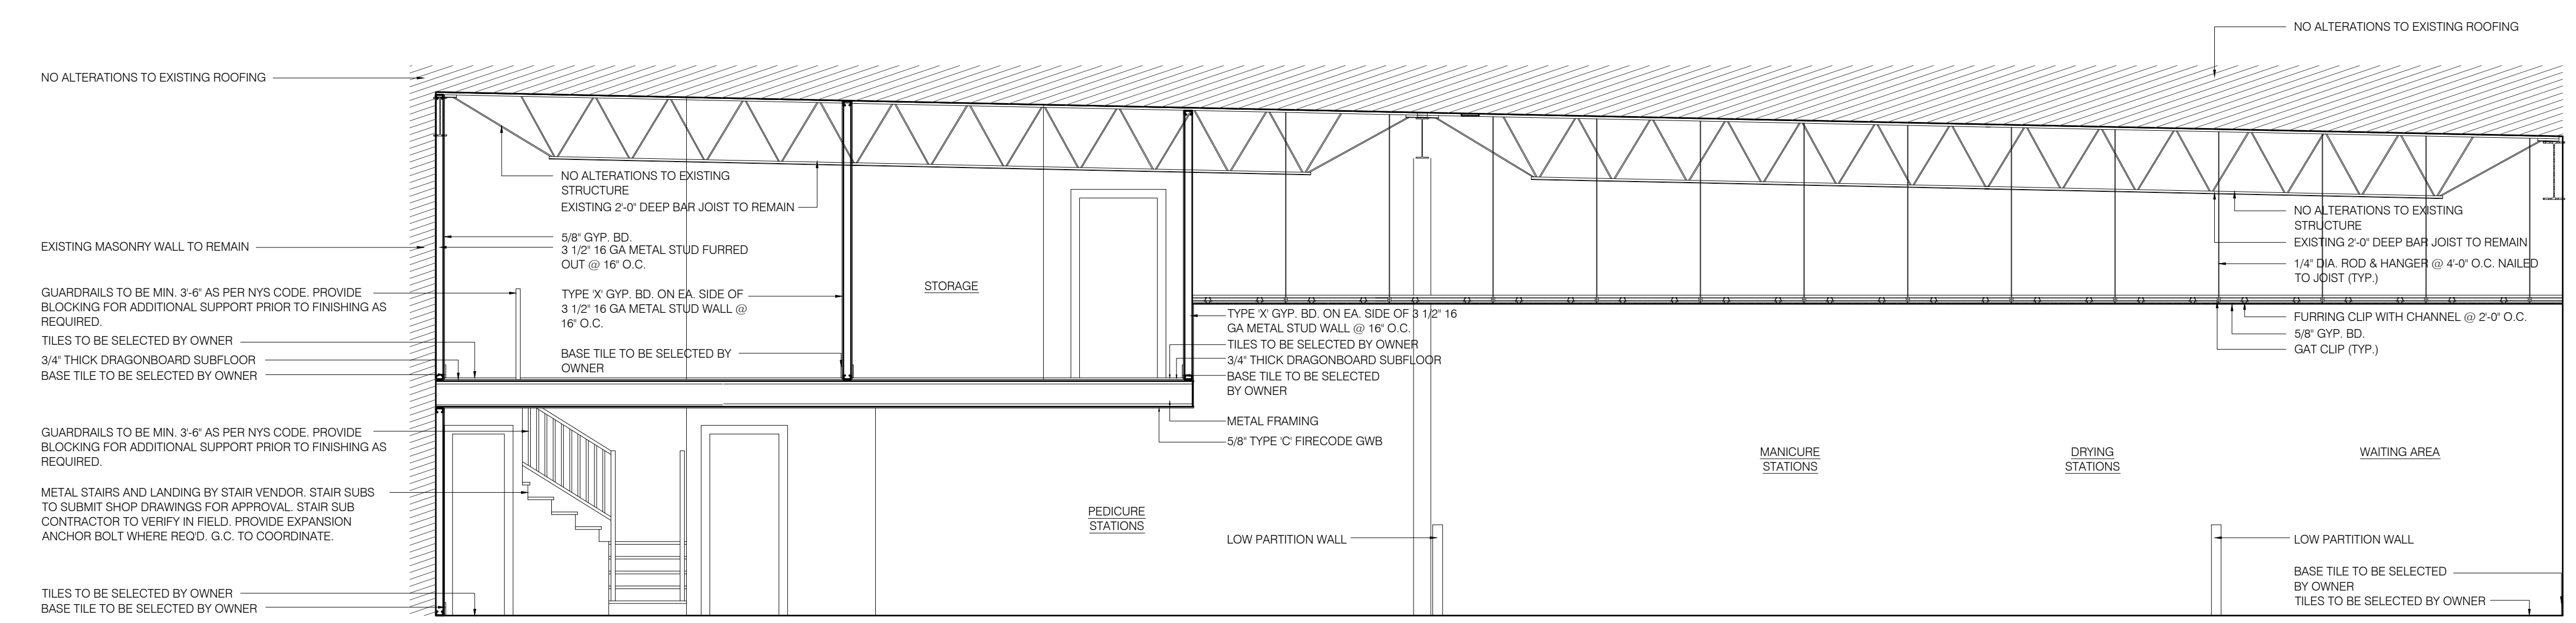 NO ALTERATIONS TO EXISTING ROOFING
NO ALTERATIONS TO EXISTING ROOFING
EXISTING MASONRY WALL TO REMAIN
GUARDRAILS TO BE MIN. 3'-6" AS PER NYS CODE. PROVIDE
BLOCKING FOR ADDITIONAL SUPPORT PRIOR TO FINISHING AS
REQUIRED.
TILES TO BE SELECTED BY OWNER
3/4" THICK DRAGONBOARD SUBFLOOR
BASE TILE TO BE SELECTED BY OWNER
GUARDRAILS TO BE MIN. 3'-6" AS PER NYS CODE. PROVIDE
BLOCKING FOR ADDITIONAL SUPPORT PRIOR TO FINISHING AS
REQUIRED.
METAL STAIRS AND LANDING BY STAIR VENDOR. STAIR SUBS
TO SUBMIT SHOP DRAWINGS FOR APPROVAL. STAIR SUB
CONTRACTOR TO VERIFY IN FIELD. PROVIDE EXPANSION
ANCHOR BOLT WHERE REQ'D. G.C. TO COORDINATE.
TILES TO BE SELECTED BY OWNER
BASE TILE TO BE SELECTED BY OWNER
NO ALTERATIONS TO EXISTING
STRUCTURE
EXISTING 2'-0" DEEP BAR JOIST TO REMAIN
5/8" GYP. BD.
3 1/2" 16 GA METAL STUD FURRED
OUT @ 16" O.C.
TYPE 'X' GYP. BD. ON EA. SIDE OF
3 1/2" 16 GA METAL STUD WALL @
16" O.C.
BASE TILE TO BE SELECTED BY
OWNER
STORAGE
TYPE 'X' GYP. BD. ON EA. SIDE OF 3 1/2" 16
GA METAL STUD WALL @ 16" O.C.
TILES TO BE SELECTED BY OWNER
3/4" THICK DRAGONBOARD SUBFLOOR
BASE TILE TO BE SELECTED
BY OWNER
METAL FRAMING
5/8" TYPE 'C' FIRECODE GWB
PEDICURE
STATIONS
LOW PARTITION WALL
MANICURE
STATIONS
DRYING
STATIONS
WAITING AREA
NO ALTERATIONS TO EXISTING
STRUCTURE
EXISTING 2'-0" DEEP BAR JOIST TO REMAIN
1/4" DIA. ROD & HANGER @ 4'-0" O.C. NAILED
TO JOIST (TYP.)
FURRING CLIP WITH CHANNEL @ 2'-0" O.C.
5/8" GYP. BD.
GAT CLIP (TYP.)
LOW PARTITION WALL
BASE TILE TO BE SELECTED
BY OWNER
TILES TO BE SELECTED BY OWNER